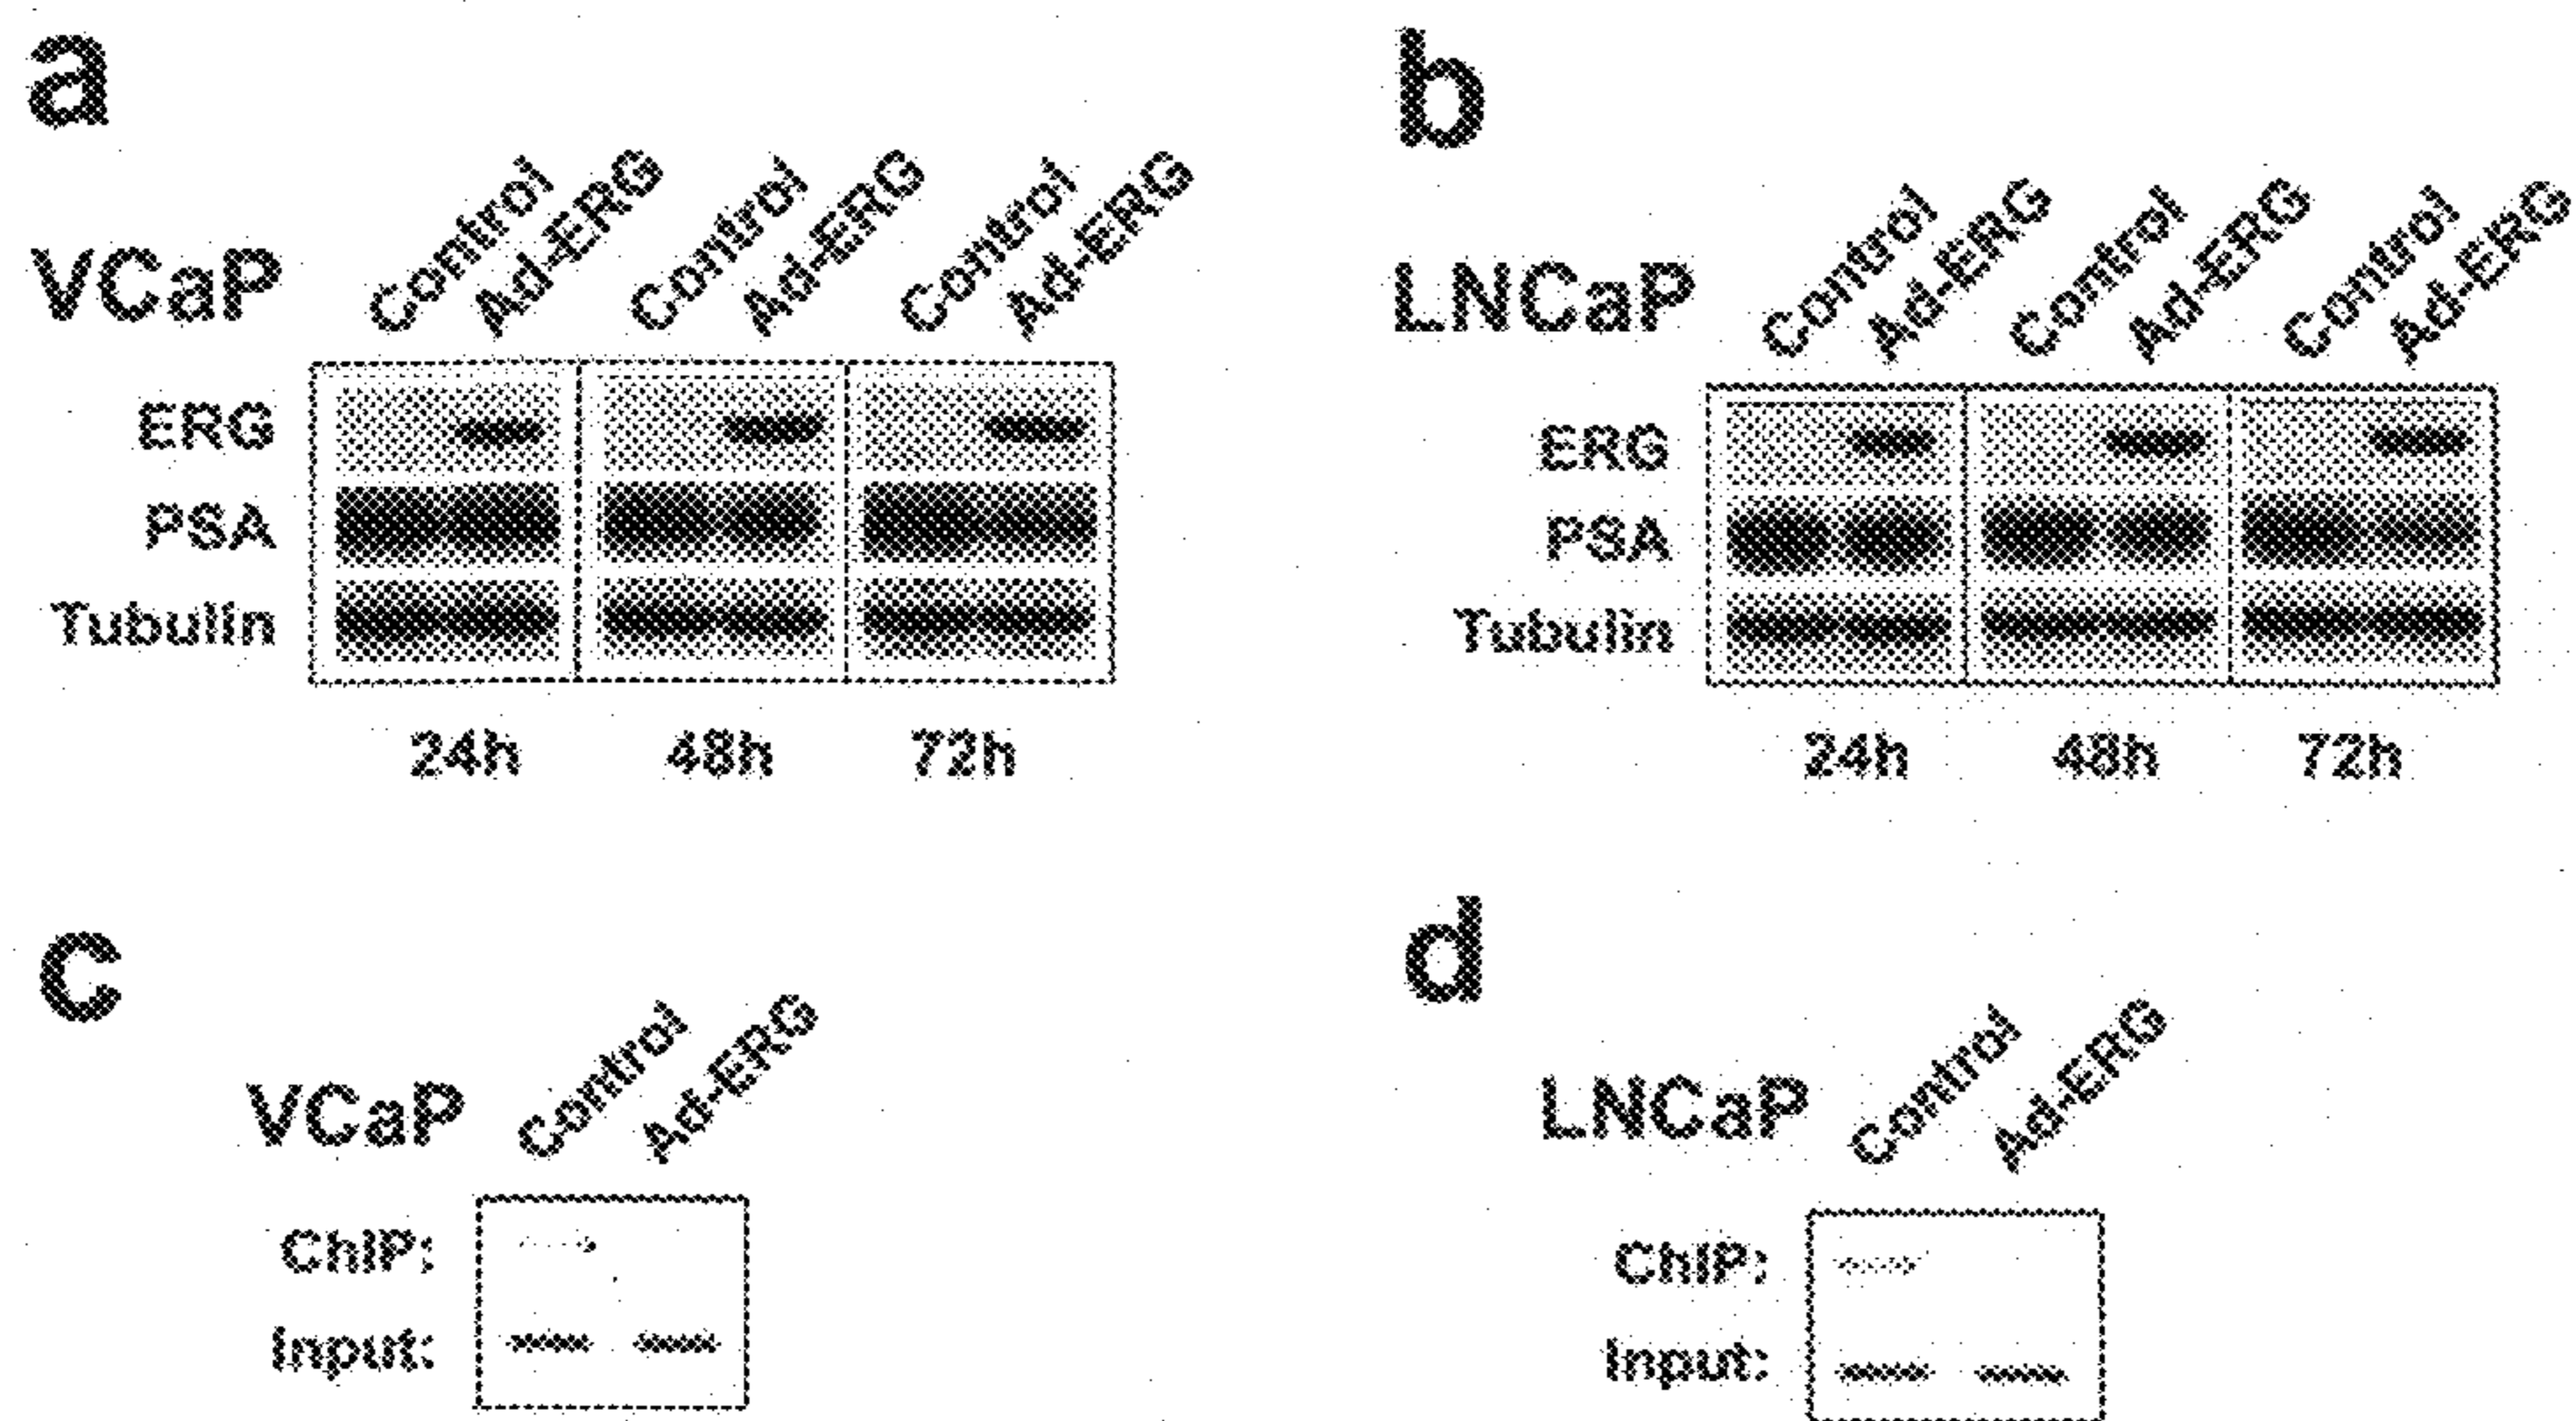 a
Control Ad-ERG Control Ad-ERG Control Ad-ERG
VCaP
ERG
PSA
Tubulin
24h 48h 72h
b
Control Ad-ERG Control Ad-ERG Control Ad-ERG
LNCaP
ERG
PSA
Tubulin
24h 48h 72h
c
Control Ad-ERG
VCaP
ChIP:
Input:
d
Control Ad-ERG
LNCaP
ChIP:
Input: